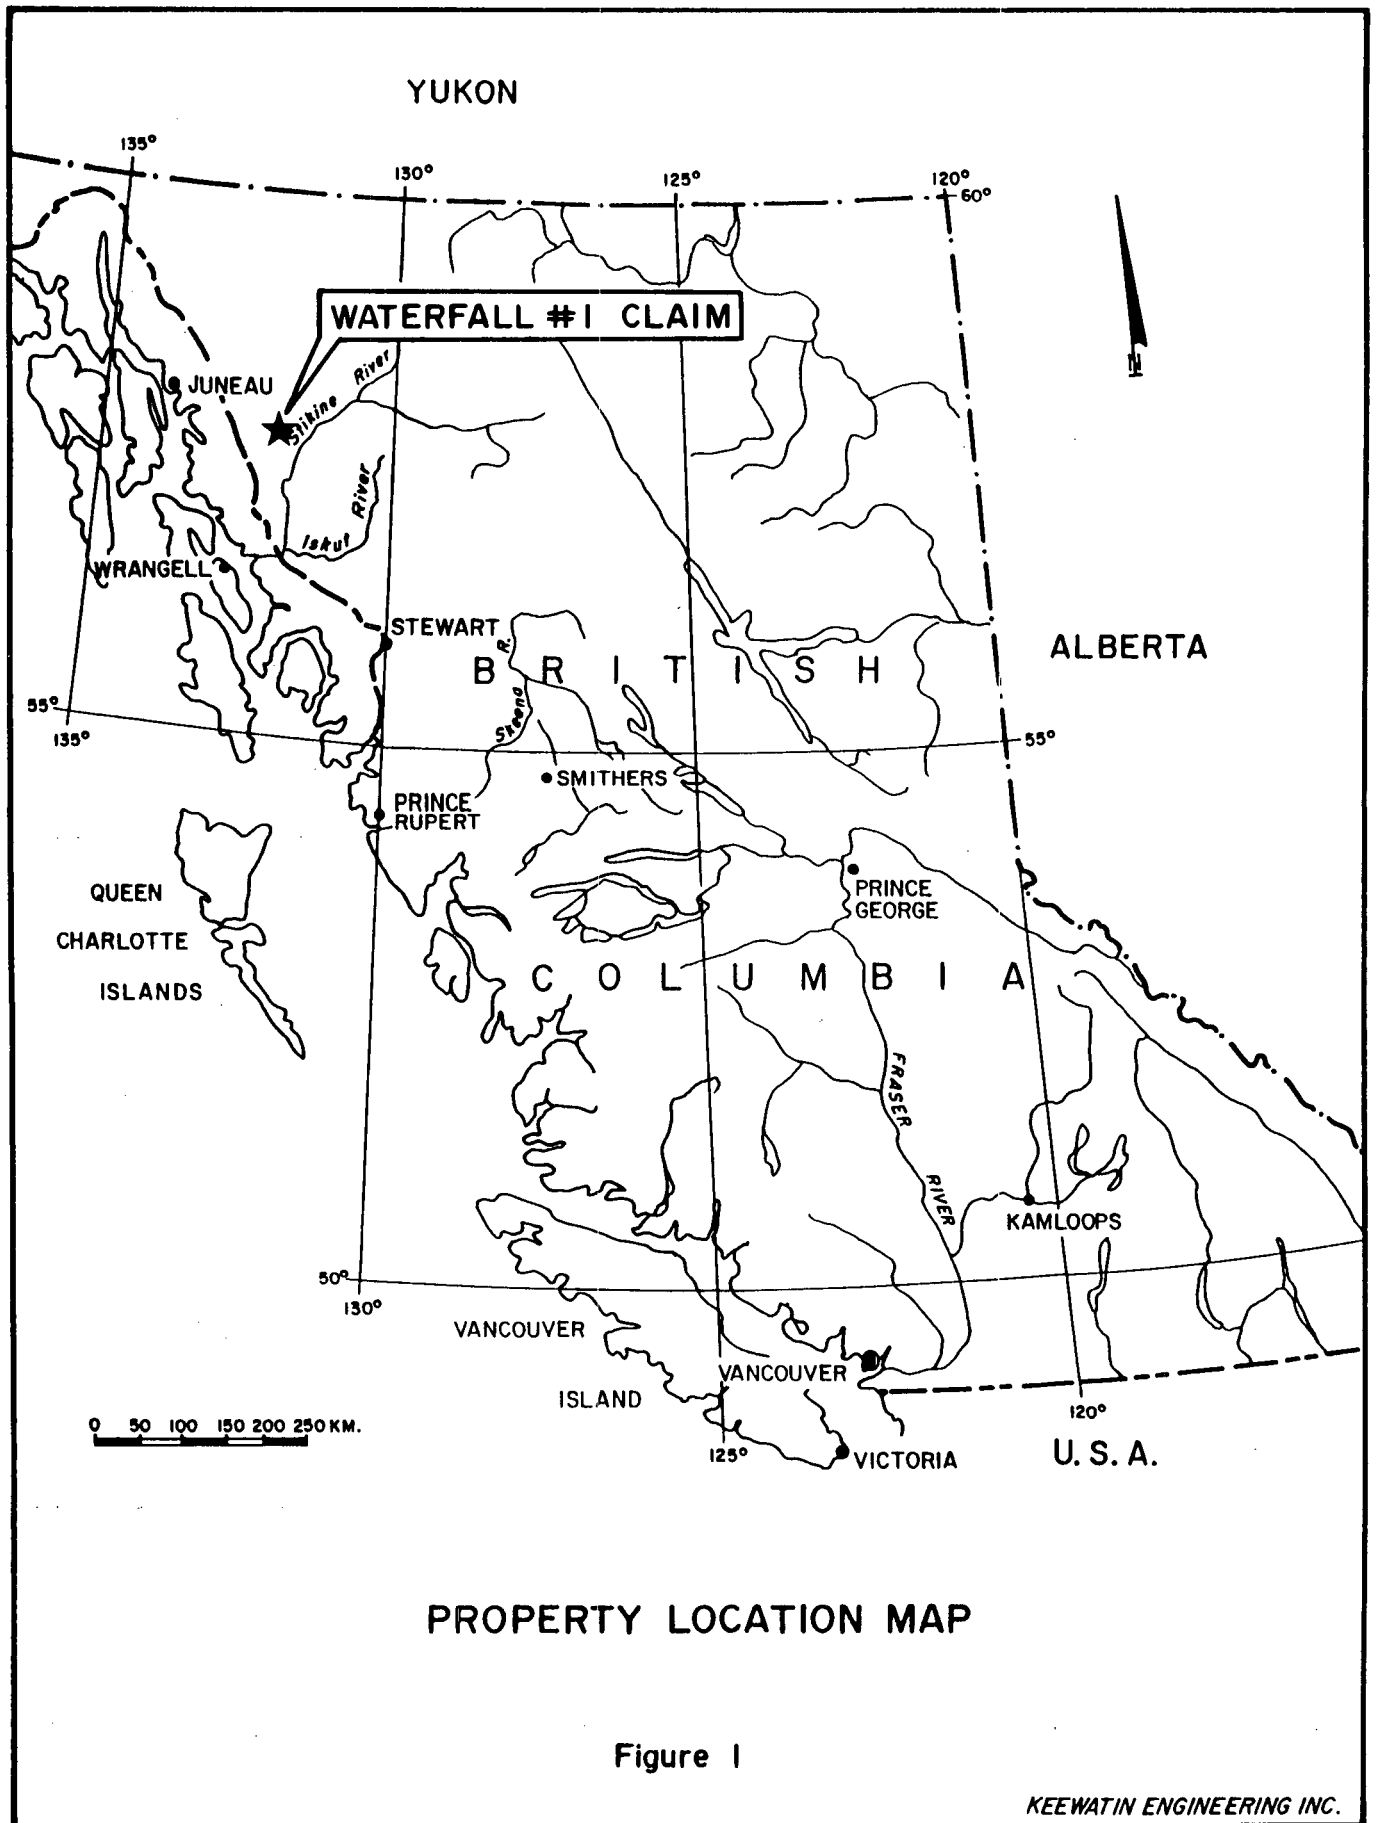 YUKON
135°
130°
125°
120°
60°
WATERFALL #1 CLAIM
N
JUNEAU
Stikine River
Iskut River
WRANGELL
STEWART
ALBERTA
BRITISH
Skeena R.
55°
135°
55°
SMITHERS
PRINCE
RUPERT
PRINCE
GEORGE
QUEEN
CHARLOTTE
ISLANDS
COLUMBIA
FRASER RIVER
KAMLOOPS
50°
130°
VANCOUVER
ISLAND
VANCOUVER
120°
0 50 100 150 200 250 KM.
125°
VICTORIA
U.S.A.
PROPERTY LOCATION MAP
Figure 1
KEEWATIN ENGINEERING INC.